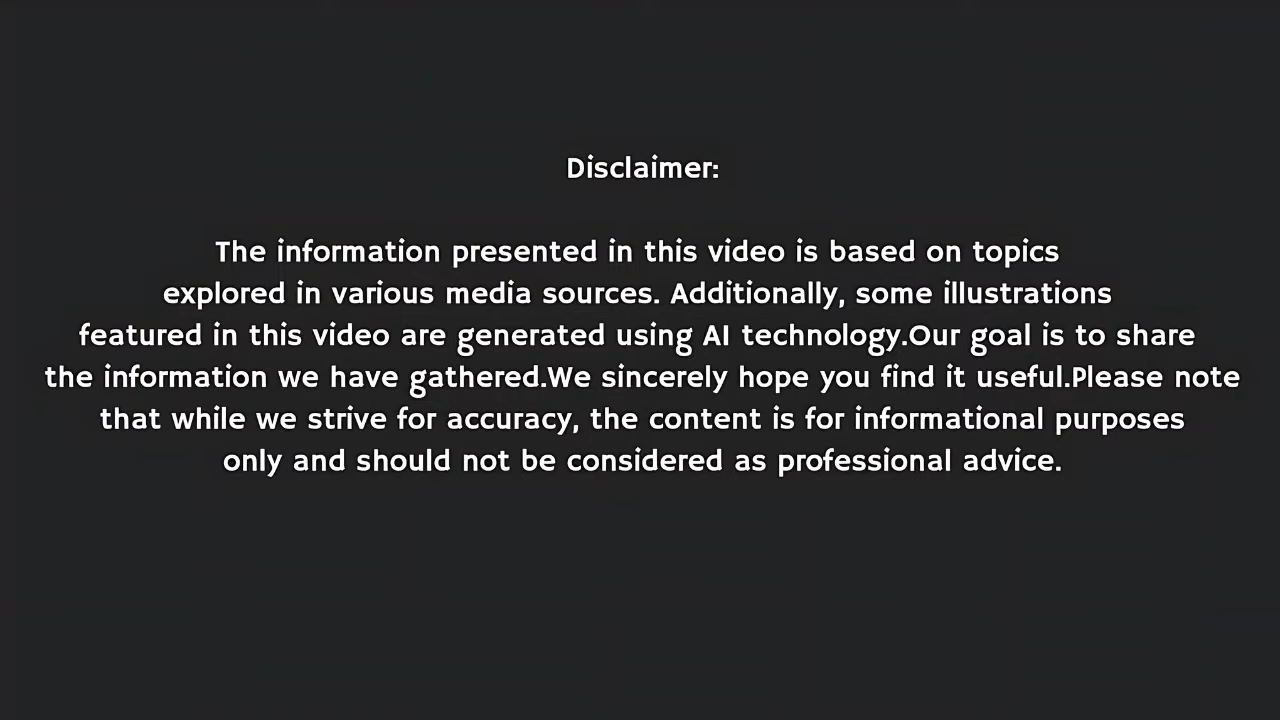 Disclaimer:
The information presented in this video is based on topics
explored in various media sources. Additionally, some illustrations
featured in this video are generated using AI technology.Our goal is to share
the information we have gathered.We sincerely hope you find it useful.Please note
that while we strive for accuracy, the content is for informational purposes
only and should not be considered as professional advice.